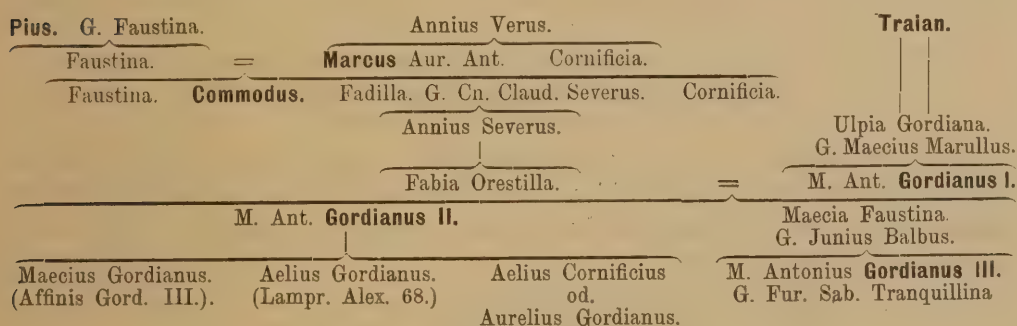 Pius. G. Faustina. Annius Verus. Traian.
Faustina. = Marcus Aur. Ant. Cornificia.
Faustina. Commodus. Fadilla. G. Cn. Claud. Severus. Cornificia.
Annius Severus. Ulpia Gordiana.
G. Maecius Marullus.
Fabia Orestilla. = M. Ant. Gordianus I.
M. Ant. Gordianus II. Maecia Faustina.
G. Junius Balbus.
Maecius Gordianus. Aelius Gordianus. Aelius Cornificius M. Antonius Gordianus III.
(Affinis Gord. III.). (Lampr. Alex. 68.) od. G. Fur. Sab. Tranquillina
Aurelius Gordianus.